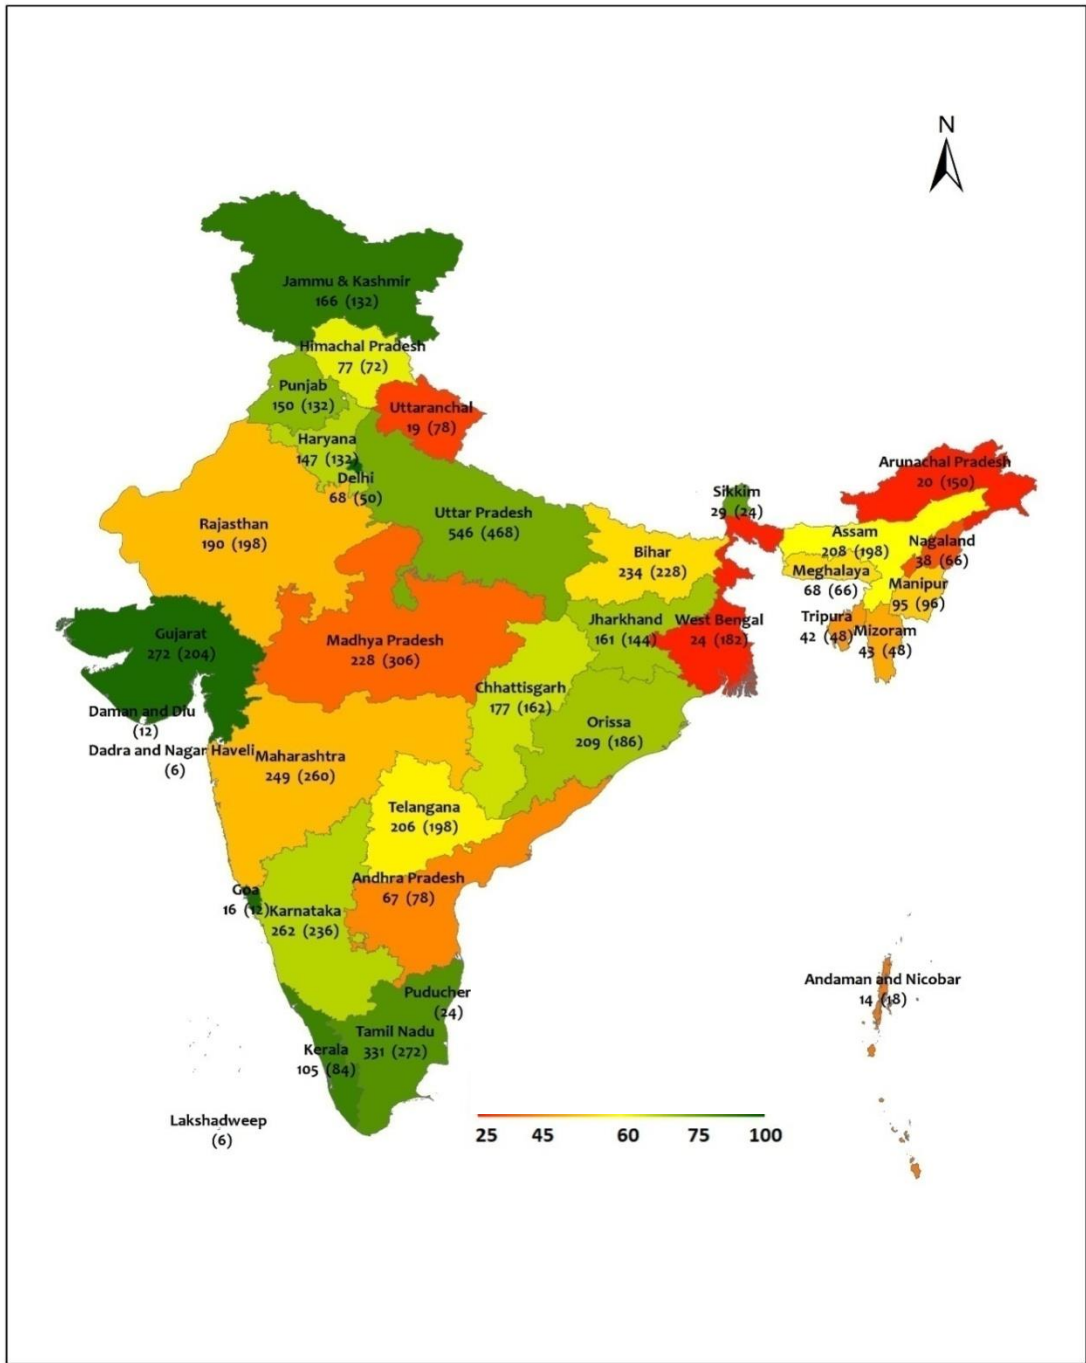 N
Jammu & Kashmir
166 (132)
Himachal Pradesh
77 (72)
Punjab
150 (132)
Uttaranchal
19 (78)
Haryana
147 (132)
Delhi
68 (50)
Arunachal Pradesh
20 (150)
Sikkim
29 (24)
Uttar Pradesh
546 (468)
Rajasthan
190 (198)
Assam
208 (198)
Nagaland
38 (66)
Bihar
234 (228)
Meghalaya
68 (66)
Manipur
95 (96)
Tripura
42 (48)
Mizoram
43 (48)
Jharkhand
161 (144)
West Bengal
24 (182)
Gujarat
272 (204)
Madhya Pradesh
228 (306)
Chhattisgarh
177 (162)
Daman and Diu
(12)
Orissa
209 (186)
Dadra and Nagar Haveli
(6)
Maharashtra
249 (260)
Telangana
206 (198)
Andhra Pradesh
67 (78)
Goa
16 (12)
Karnataka
262 (236)
Andaman and Nicobar
14 (18)
Puducher
(24)
Tamil Nadu
331 (272)
Kerala
105 (84)
Lakshadweep
(6)
25 45 60 75 100